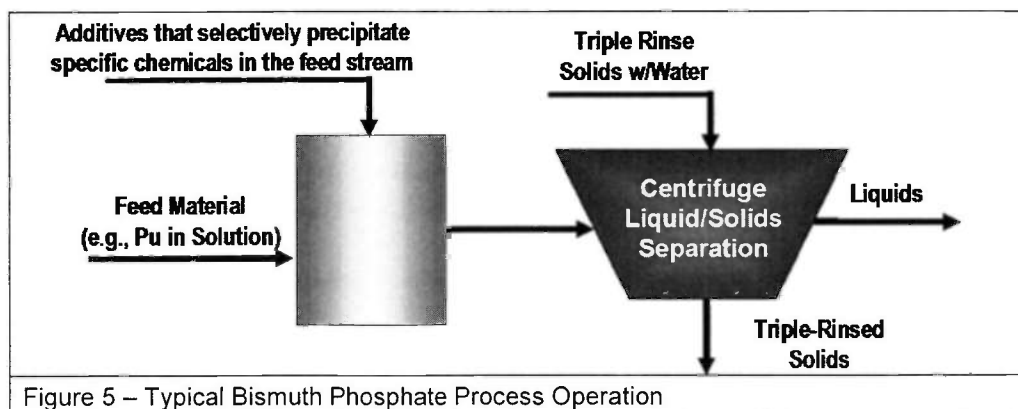 Additives that selectively precipitate
specific chemicals in the feed stream
Triple Rinse
Solids w/Water
Feed Material
(e.g., Pu in Solution)
Centrifuge
Liquid/Solids
Separation
Liquids
Triple-Rinsed
Solids
Figure 5 – Typical Bismuth Phosphate Process Operation